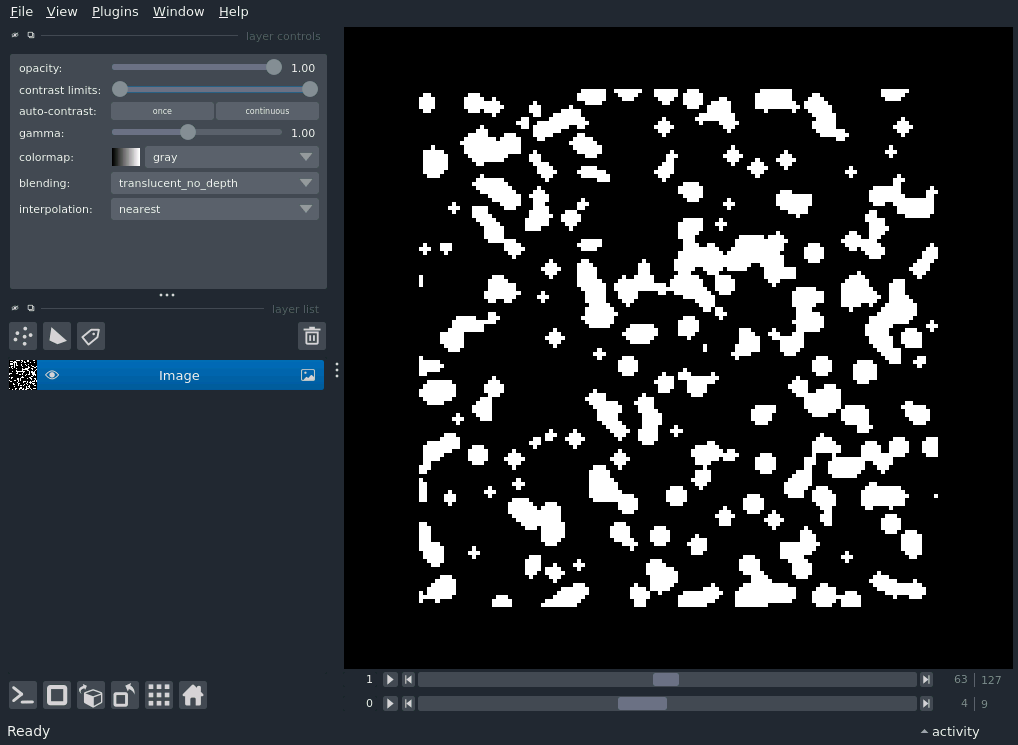 File View Plugins Window Help
layer controls
opacity: 1.00
contrast limits:
auto-contrast: once continuous
gamma: 1.00
colormap: gray
blending: translucent_no_depth
interpolation: nearest
layer list
Image
1 63 127
0 4 9
Ready activity